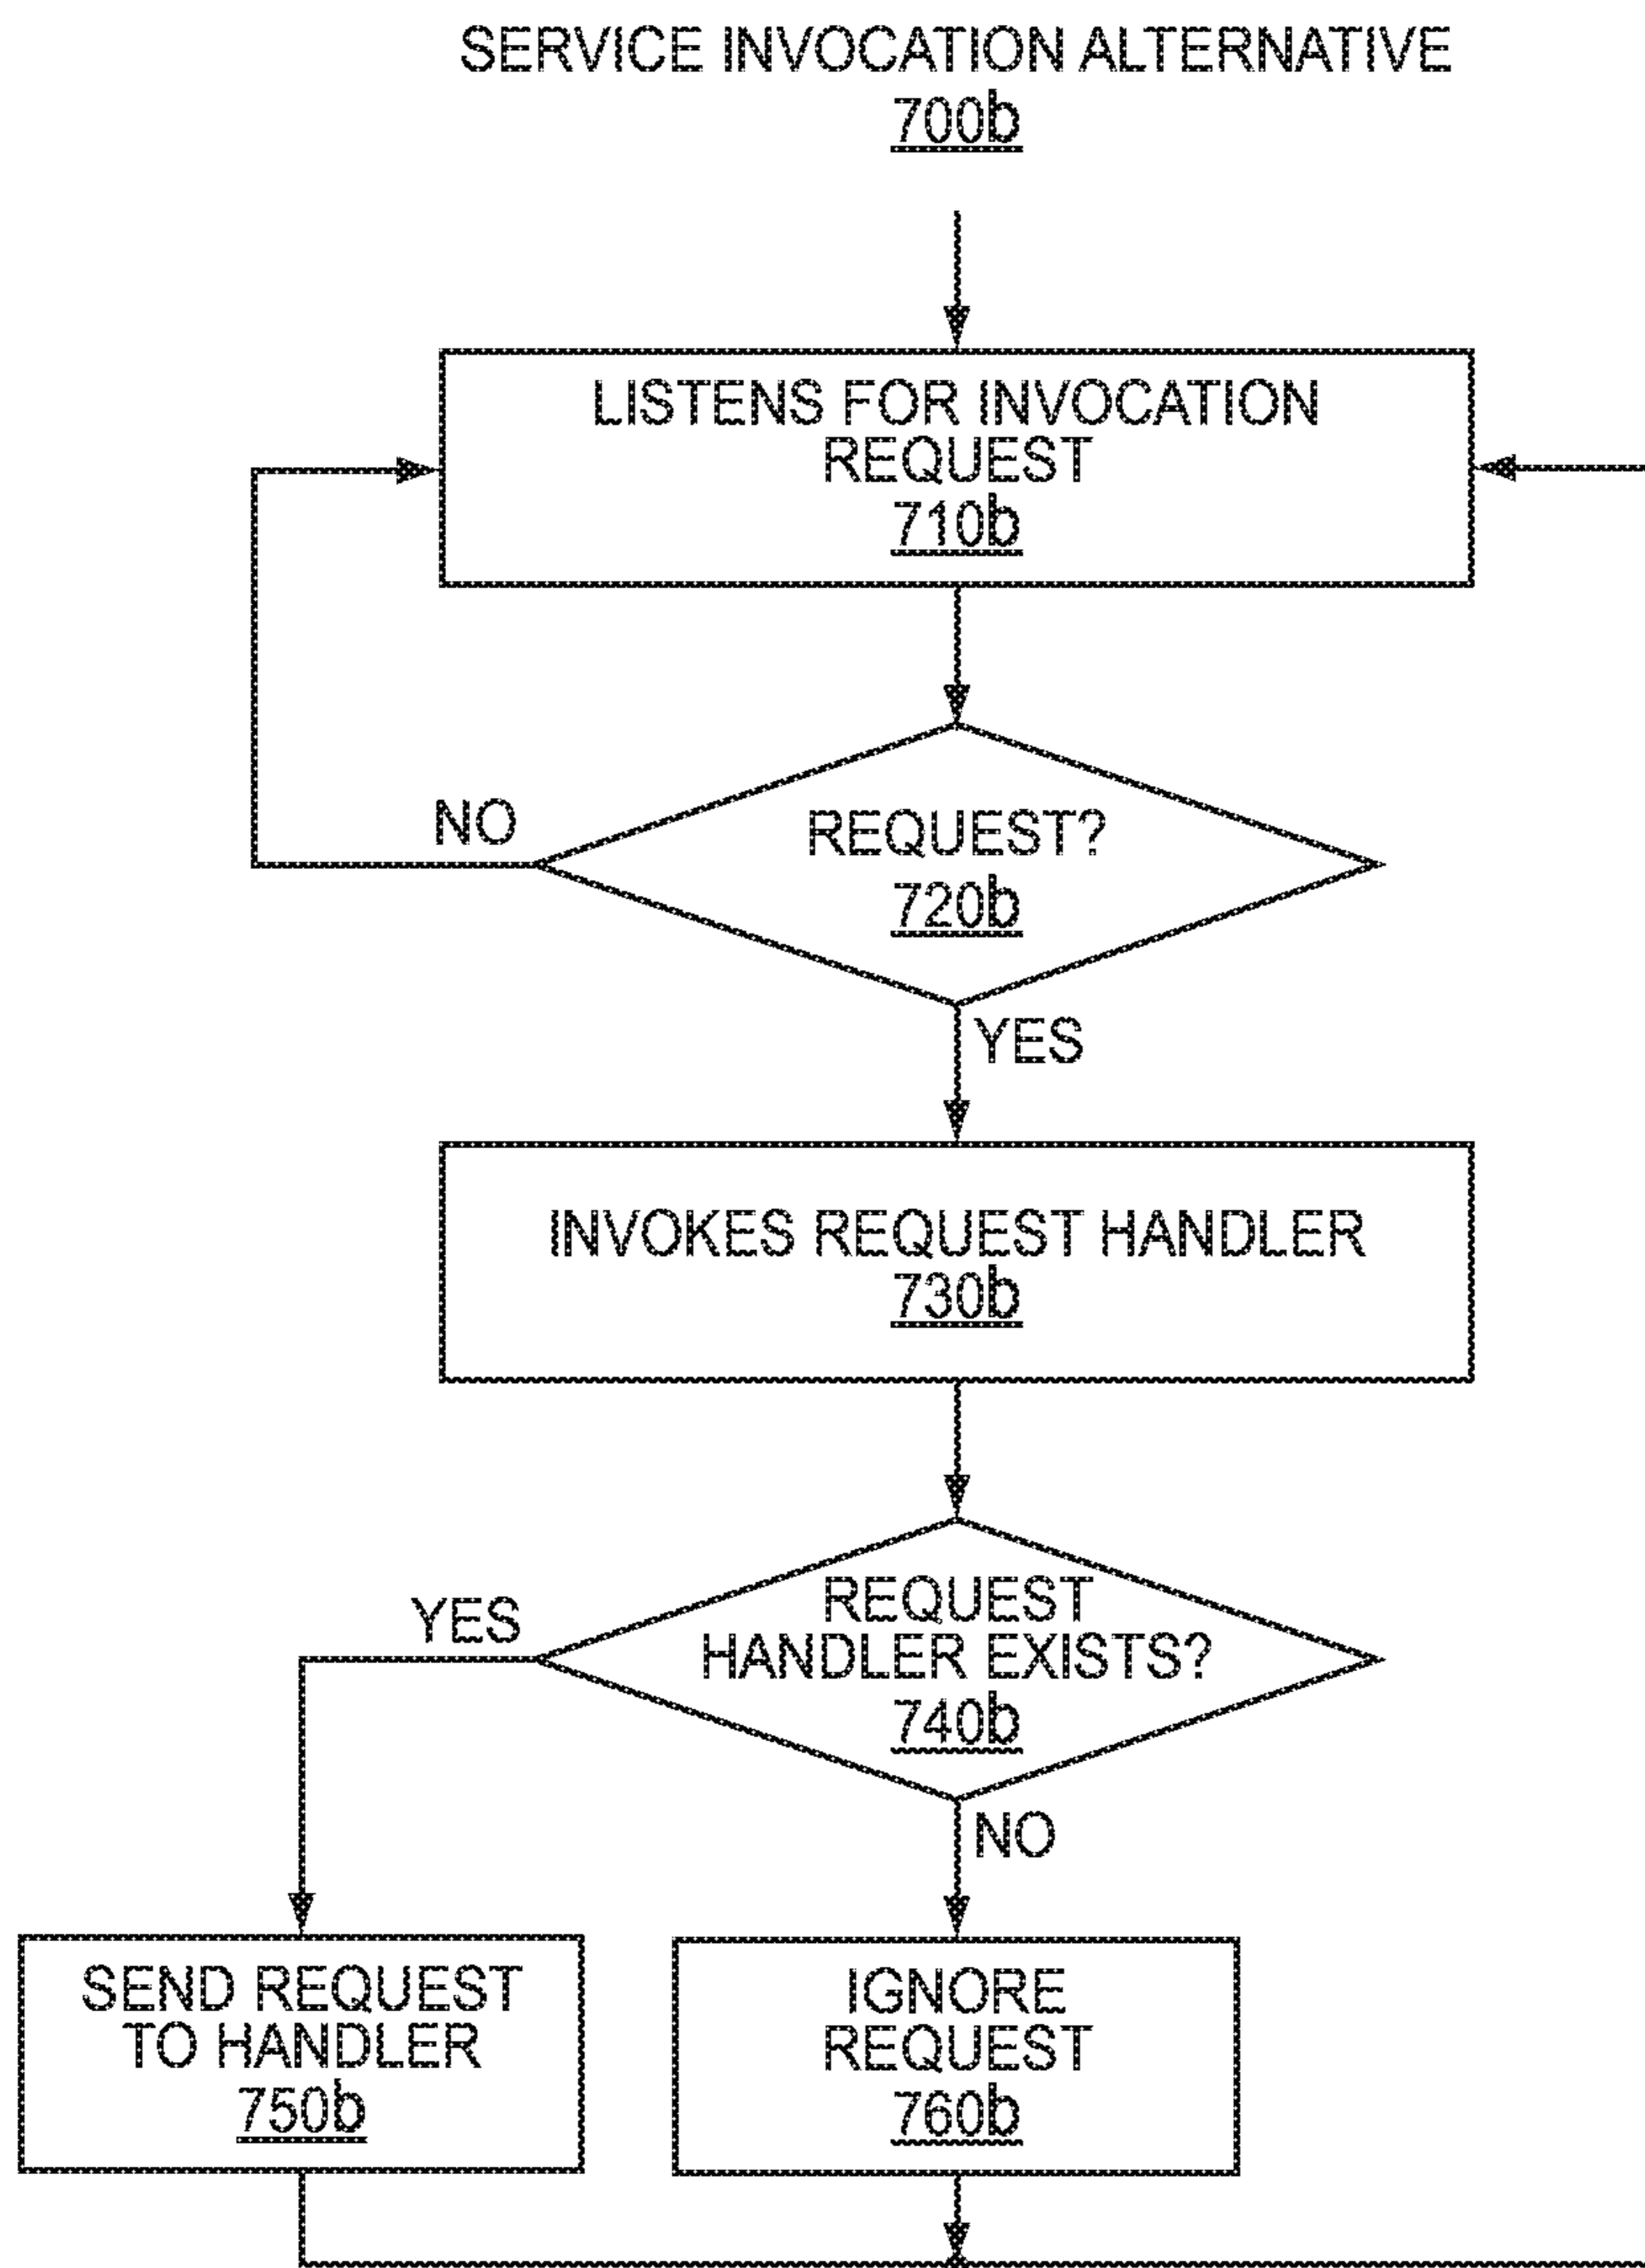 SERVICE INVOCATION ALTERNATIVE
700b
LISTENS FOR INVOCATION
REQUEST
710b
NO
REQUEST?
720b
YES
INVOKES REQUEST HANDLER
730b
YES
REQUEST
HANDLER EXISTS?
740b
NO
SEND REQUEST
TO HANDLER
750b
IGNORE
REQUEST
760b